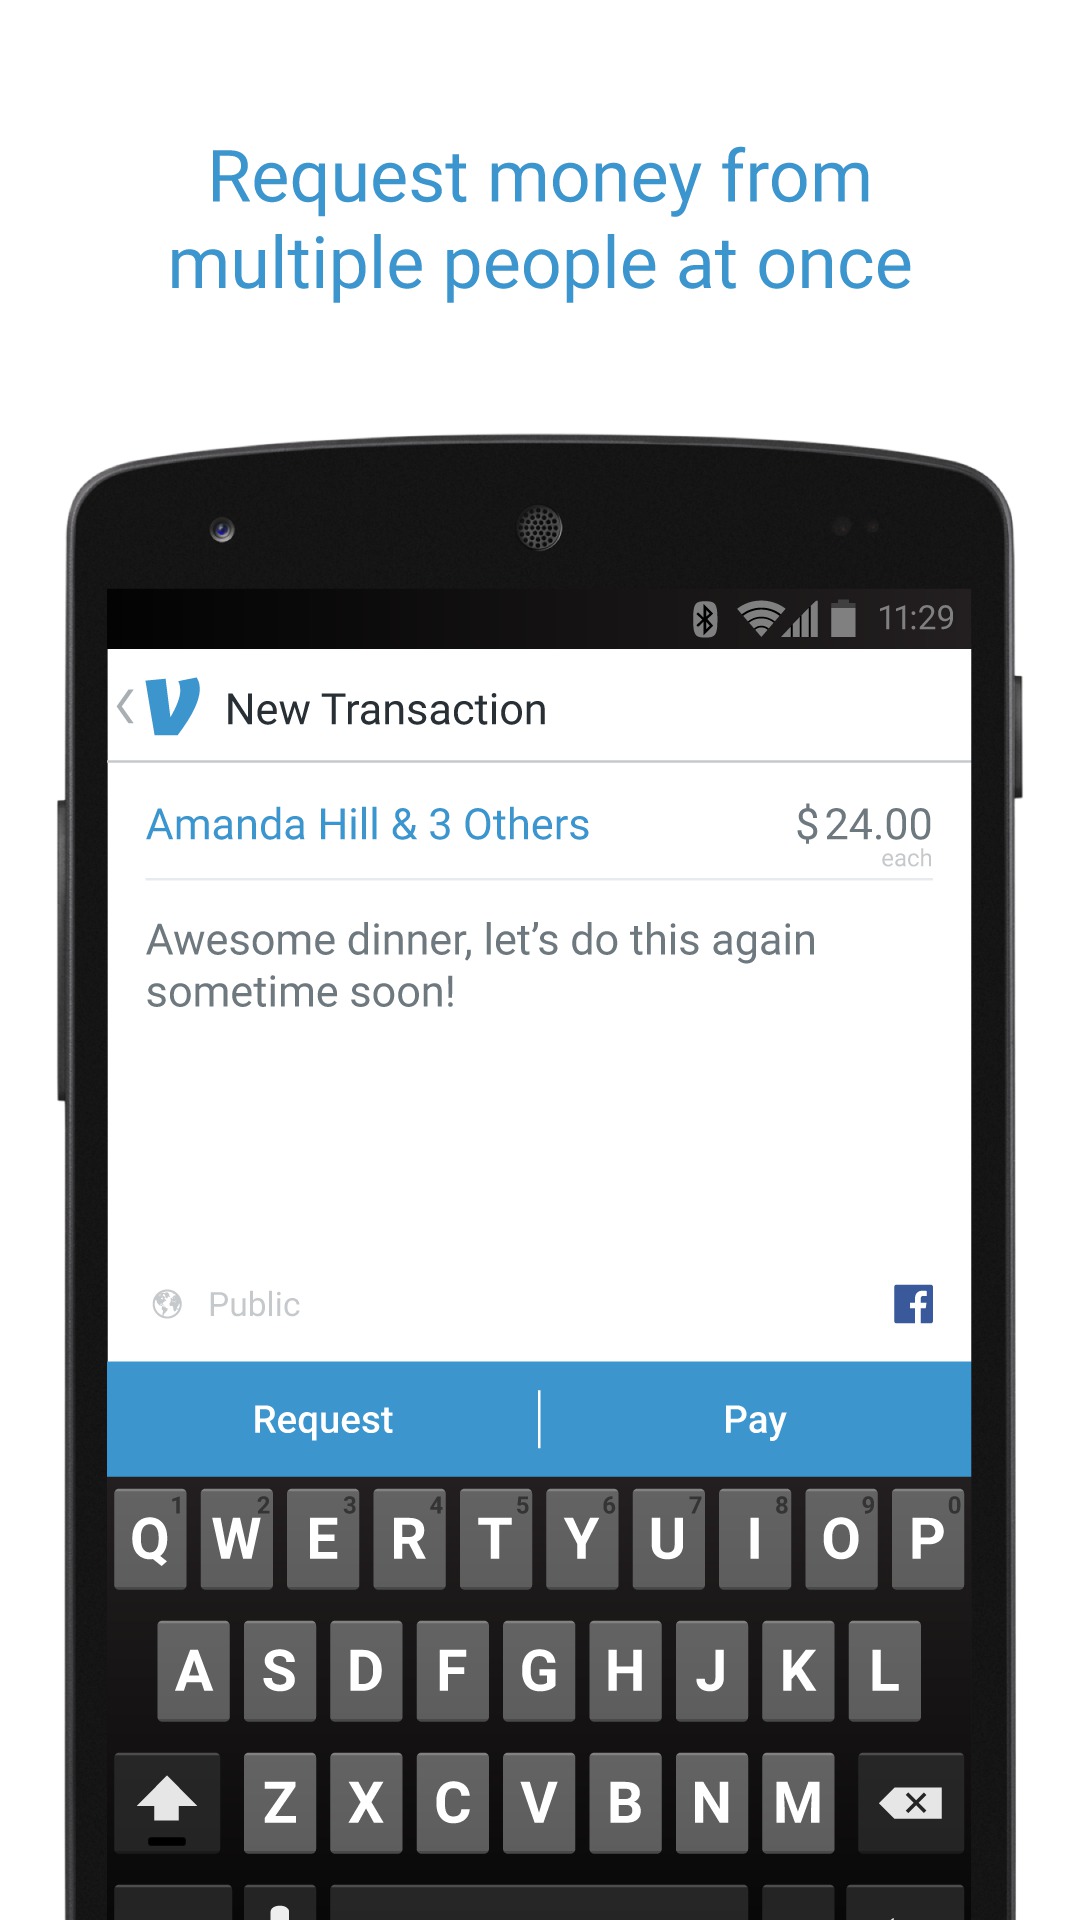 Request money from
multiple people at once
11:29
New Transaction
Amanda Hill & 3 Others
$24.00
each
Awesome dinner, let’s do this again
sometime soon!
Public
Request
Pay
1 2 3 4 5 6 7 8 9 0
Q W E R T Y U I O P
A S D F G H J K L
Z X C V B N M